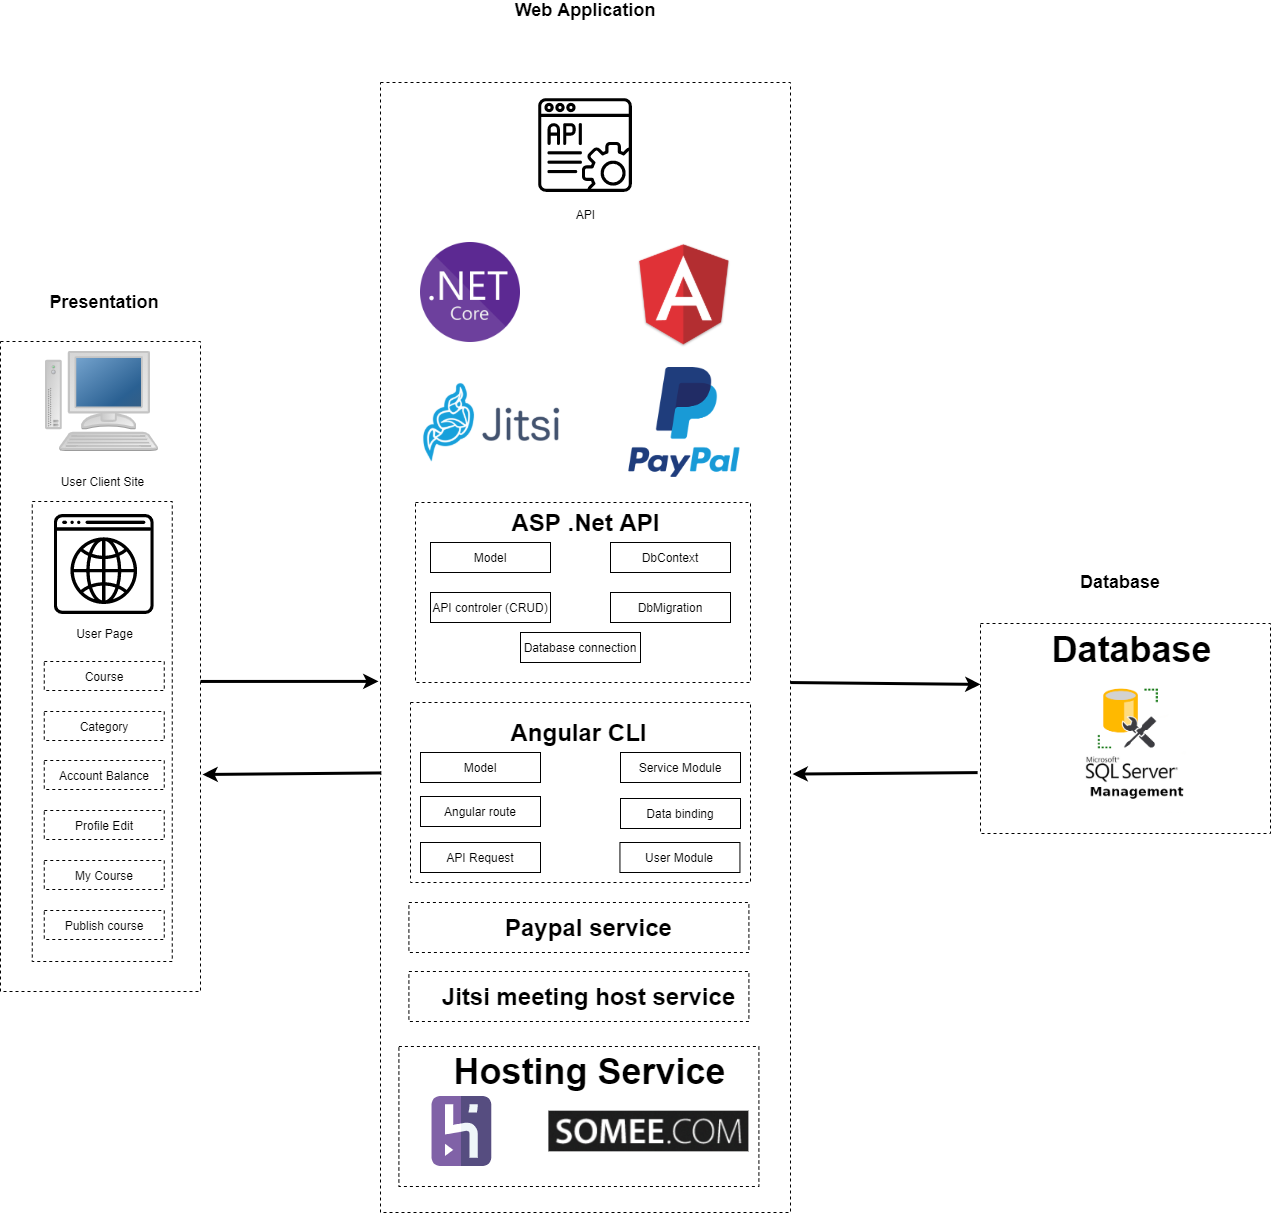 Web Application
API
API
.NET
Core
Jitsi
PayPal
Presentation
User Client Site
User Page
Course
Category
Account Balance
Profile Edit
My Course
Publish course
ASP .Net API
Model
DbContext
API controler (CRUD)
DbMigration
Database connection
Angular CLI
Model
Service Module
Angular route
Data binding
API Request
User Module
Paypal service
Jitsi meeting host service
Hosting Service
SOMEE.COM
Database
Database
Microsoft®
SQL Server
Management